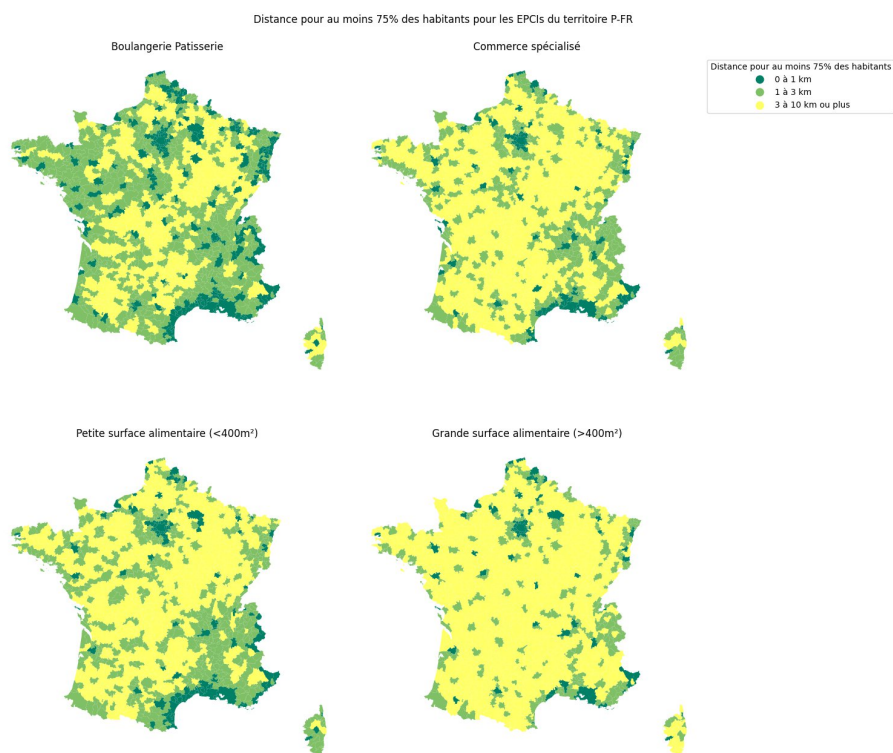 Distance pour au moins 75% des habitants pour les EPCIs du territoire P-FR
Boulangerie Patisserie
Commerce spécialisé
Distance pour au moins 75% des habitants
0 à 1 km
1 à 3 km
3 à 10 km ou plus
Petite surface alimentaire (<400m²)
Grande surface alimentaire (>400m²)